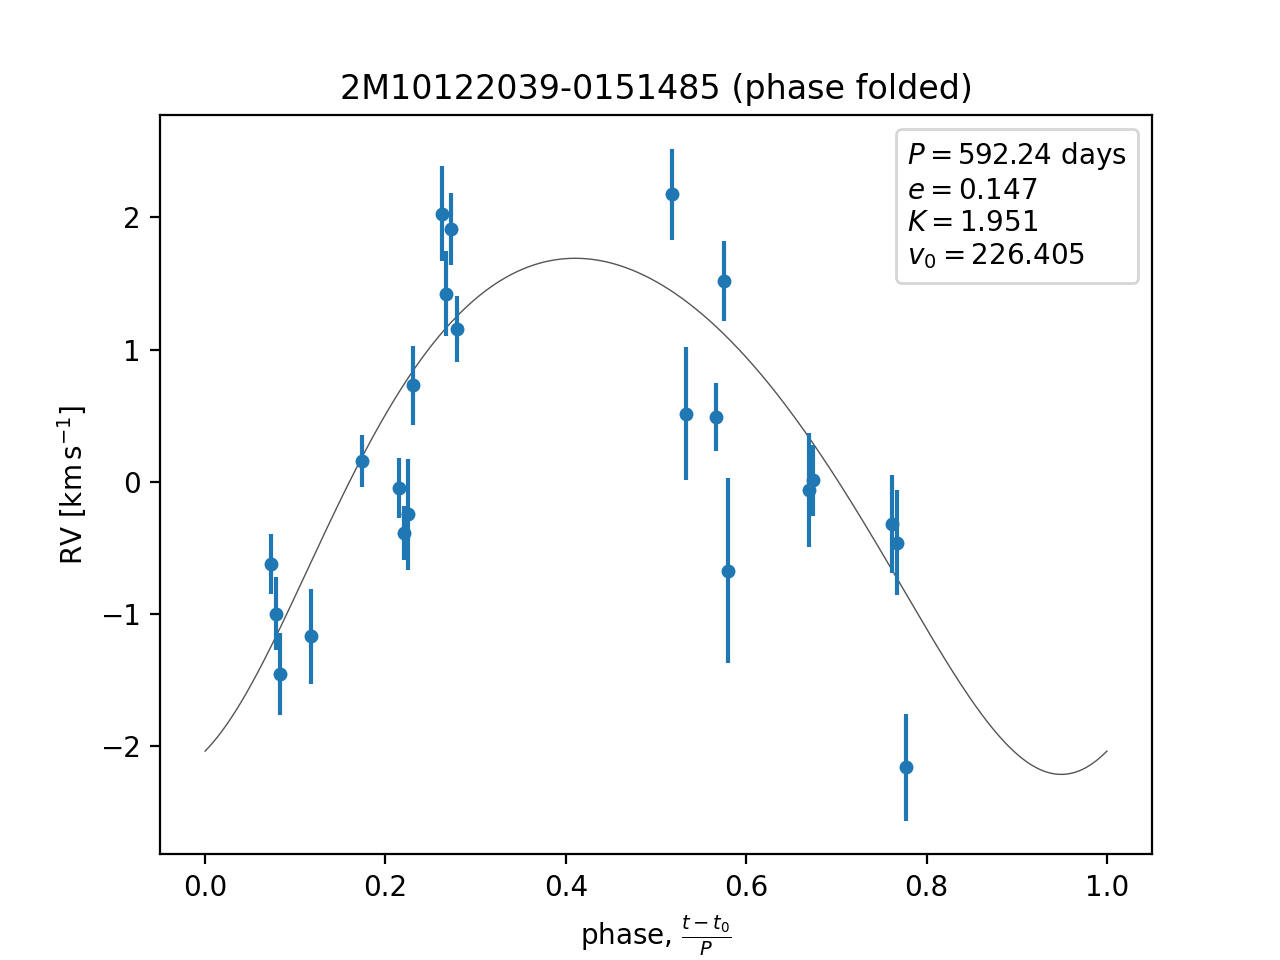 2M10122039-0151485 (phase folded)
P = 592.24 days
e = 0.147
K = 1.951
v₀ = 226.405
2
1
0
−1
−2
RV [km s⁻¹]
0.0 0.2 0.4 0.6 0.8 1.0
phase, (t − t₀)/P